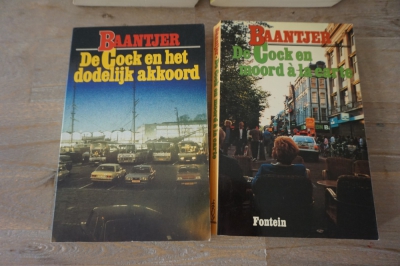 BAANTJER
De Cock en het
dodelijk akkoord
BAANTJER
De Cock en
moord à la carte
Fontein